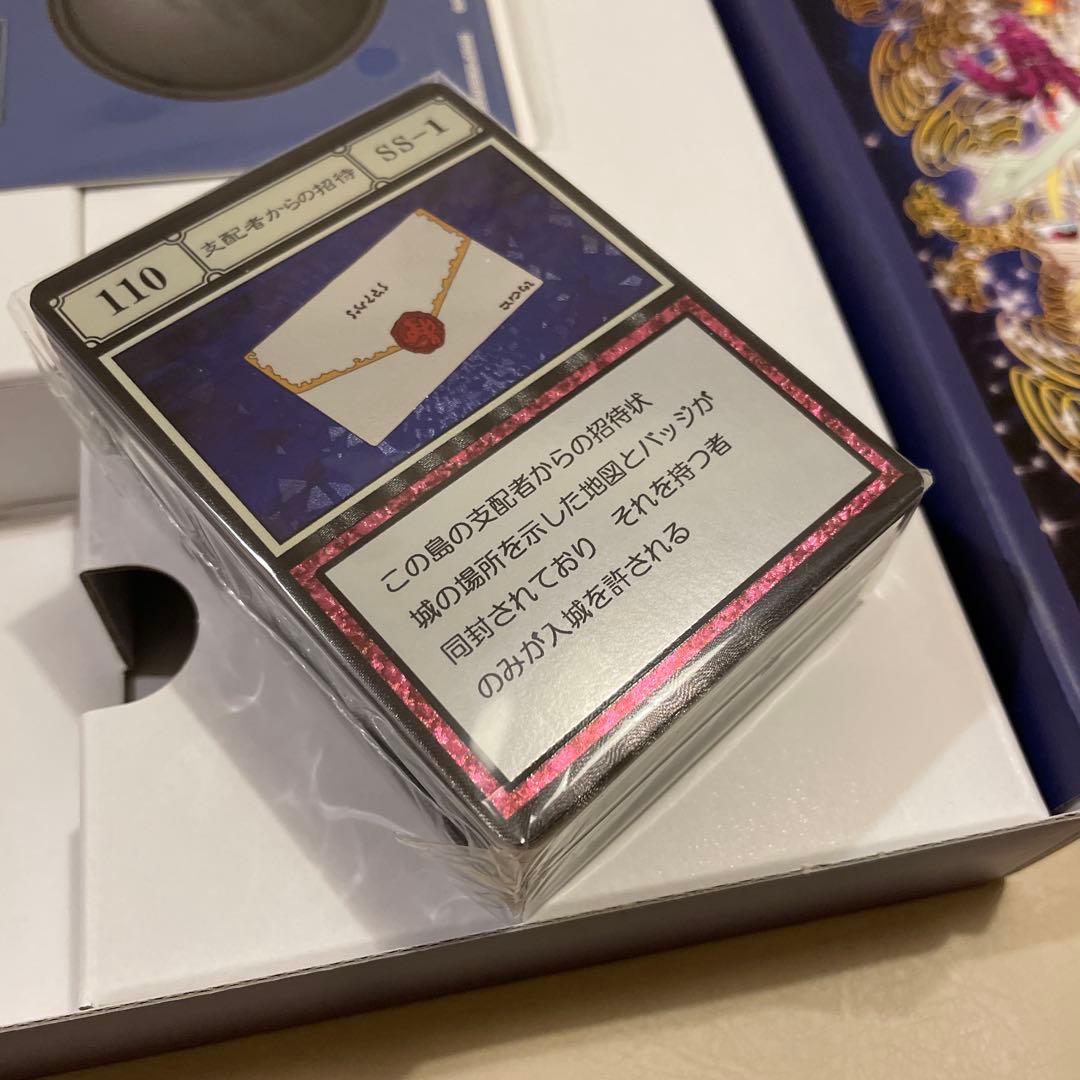 110
支配者からの招待
SS-1
この島の支配者からの招待状
城の場所を示した地図とバッジが
同封されており　それを持つ者
のみが入城を許される